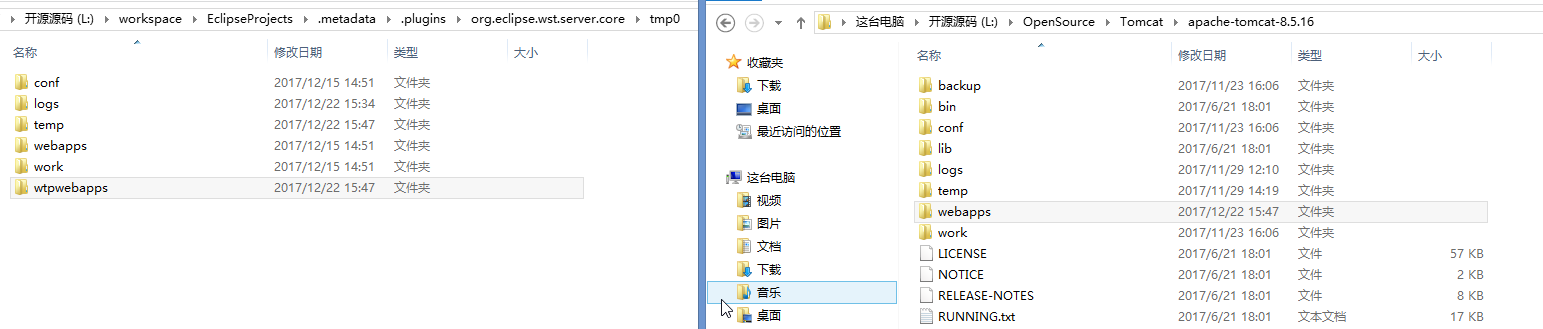 开源源码 (L:) workspace EclipseProjects .metadata .plugins org.eclipse.wst.server.core tmp0
名称 修改日期 类型 大小
conf 2017/12/15 14:51 文件夹
logs 2017/12/22 15:34 文件夹
temp 2017/12/22 15:47 文件夹
webapps 2017/12/15 14:51 文件夹
work 2017/12/15 14:51 文件夹
wtpwebapps 2017/12/22 15:47 文件夹
这台电脑 开源源码 (L:) OpenSource Tomcat apache-tomcat-8.5.16
收藏夹
下载
桌面
最近访问的位置
这台电脑
视频
图片
文档
下载
音乐
桌面
名称 修改日期 类型 大小
backup 2017/11/23 16:06 文件夹
bin 2017/6/21 18:01 文件夹
conf 2017/11/23 16:06 文件夹
lib 2017/6/21 18:01 文件夹
logs 2017/11/29 12:10 文件夹
temp 2017/11/29 14:19 文件夹
webapps 2017/12/22 15:47 文件夹
work 2017/11/23 16:06 文件夹
LICENSE 2017/6/21 18:01 文件 57 KB
NOTICE 2017/6/21 18:01 文件 2 KB
RELEASE-NOTES 2017/6/21 18:01 文件 8 KB
RUNNING.txt 2017/6/21 18:01 文本文档 17 KB